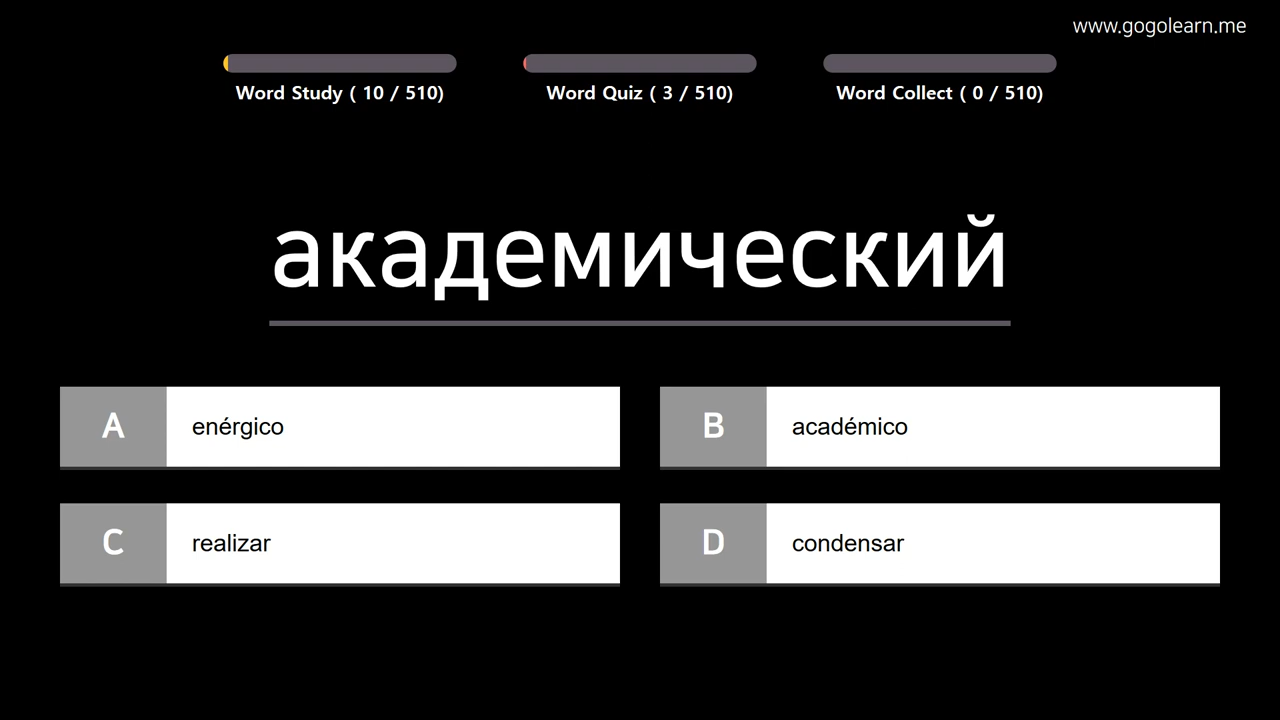 www.gogolearn.me
Word Study ( 10 / 510)
Word Quiz ( 3 / 510)
Word Collect ( 0 / 510)
академический
A enérgico
B académico
C realizar
D condensar